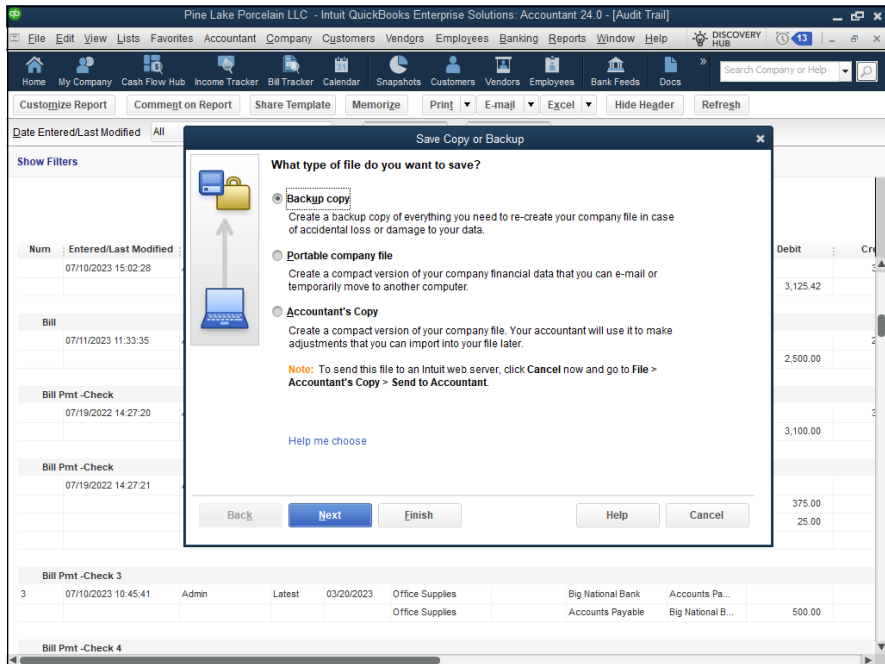 qb
Pine Lake Porcelain LLC - Intuit QuickBooks Enterprise Solutions: Accountant 24.0 - [Audit Trail]
File Edit View Lists Favorites Accountant Company Customers Vendors Employees Banking Reports Window Help DISCOVERY HUB 13
Home My Company Cash Flow Hub Income Tracker Bill Tracker Calendar Snapshots Customers Vendors Employees Bank Feeds Docs » Search Company or Help
Customize Report Comment on Report Share Template Memorize Print E-mail Excel Hide Header Refresh
Date Entered/Last Modified All
Show Filters
Save Copy or Backup
What type of file do you want to save?
Backup copy
Create a backup copy of everything you need to re-create your company file in case
of accidental loss or damage to your data.
Portable company file
Create a compact version of your company financial data that you can e-mail or
temporarily move to another computer.
Accountant's Copy
Create a compact version of your company file. Your accountant will use it to make
adjustments that you can import into your file later.
Note: To send this file to an Intuit web server, click Cancel now and go to File >
Accountant's Copy > Send to Accountant.
Help me choose
Back Next Finish Help Cancel
Num Entered/Last Modified Debit
07/10/2023 15:02:28
3,125.42
Bill
07/11/2023 11:33:35
2,500.00
Bill Pmt -Check
07/19/2022 14:27:20
3,100.00
Bill Pmt -Check
07/19/2022 14:27:21
375.00
25.00
Bill Pmt -Check 3
3 07/10/2023 10:45:41 Admin Latest 03/20/2023 Office Supplies Big National Bank Accounts Pa...
Office Supplies Accounts Payable Big National B... 500.00
Bill Pmt -Check 4